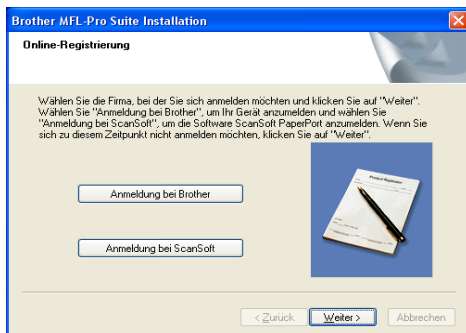 Brother MFL-Pro Suite Installation
Online-Registrierung
Wählen Sie die Firma, bei der Sie sich anmelden möchten und klicken Sie auf "Weiter".
Wählen Sie "Anmeldung bei Brother", um Ihr Gerät anzumelden und wählen Sie
"Anmeldung bei ScanSoft", um die Software ScanSoft PaperPort anzumelden. Wenn Sie
sich zu diesem Zeitpunkt nicht anmelden möchten, klicken Sie auf "Weiter".
Anmeldung bei Brother
Anmeldung bei ScanSoft
< Zurück Weiter > Abbrechen